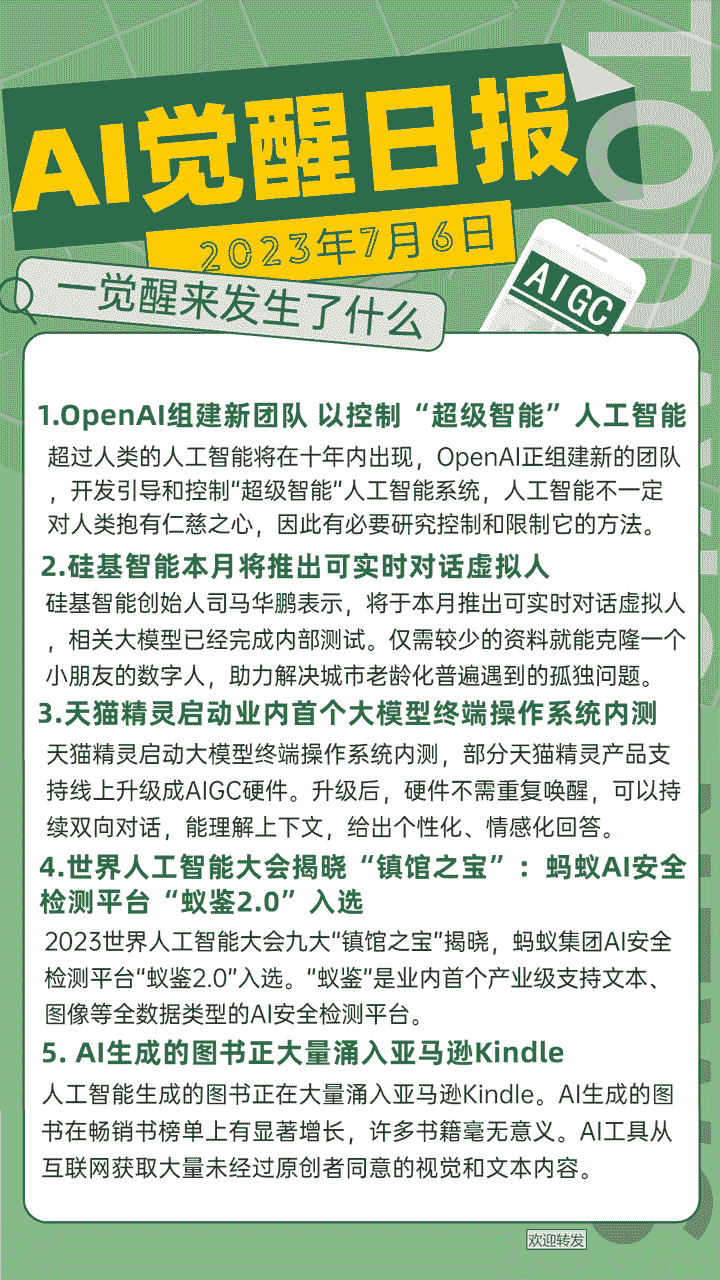 AI觉醒日报
2023年7月6日
一觉醒来发生了什么
AIGC
1.OpenAI组建新团队 以控制“超级智能”人工智能
超过人类的人工智能将在十年内出现，OpenAI正组建新的团队
，开发引导和控制"超级智能"人工智能系统，人工智能不一定
对人类抱有仁慈之心，因此有必要研究控制和限制它的方法。
2.硅基智能本月将推出可实时对话虚拟人
硅基智能创始人司马华鹏表示，将于本月推出可实时对话虚拟人
，相关大模型已经完成内部测试。仅需较少的资料就能克隆一个
小朋友的数字人，助力解决城市老龄化普遍遇到的孤独问题。
3.天猫精灵启动业内首个大模型终端操作系统内测
天猫精灵启动大模型终端操作系统内测，部分天猫精灵产品支
持线上升级成AIGC硬件。升级后，硬件不需重复唤醒，可以持
续双向对话，能理解上下文，给出个性化、情感化回答。
4.世界人工智能大会揭晓“镇馆之宝”：蚂蚁AI安全
检测平台“蚁鉴2.0”入选
2023世界人工智能大会九大"镇馆之宝"揭晓，蚂蚁集团AI安全
检测平台"蚁鉴2.0"入选。"蚁鉴"是业内首个产业级支持文本、
图像等全数据类型的AI安全检测平台。
5. AI生成的图书正大量涌入亚马逊Kindle
人工智能生成的图书正在大量涌入亚马逊Kindle。AI生成的图
书在畅销书榜单上有显著增长，许多书籍毫无意义。AI工具从
互联网获取大量未经过原创者同意的视觉和文本内容。
欢迎转发